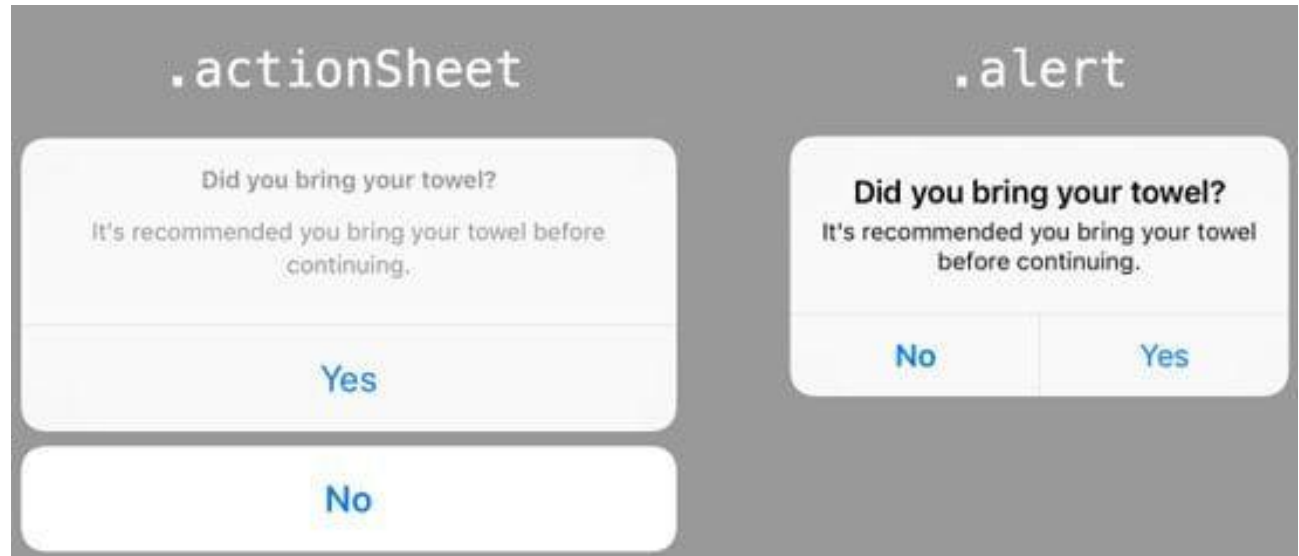 .actionSheet
Did you bring your towel?
It's recommended you bring your towel before
continuing.
Yes
No
.alert
Did you bring your towel?
It's recommended you bring your towel
before continuing.
No
Yes